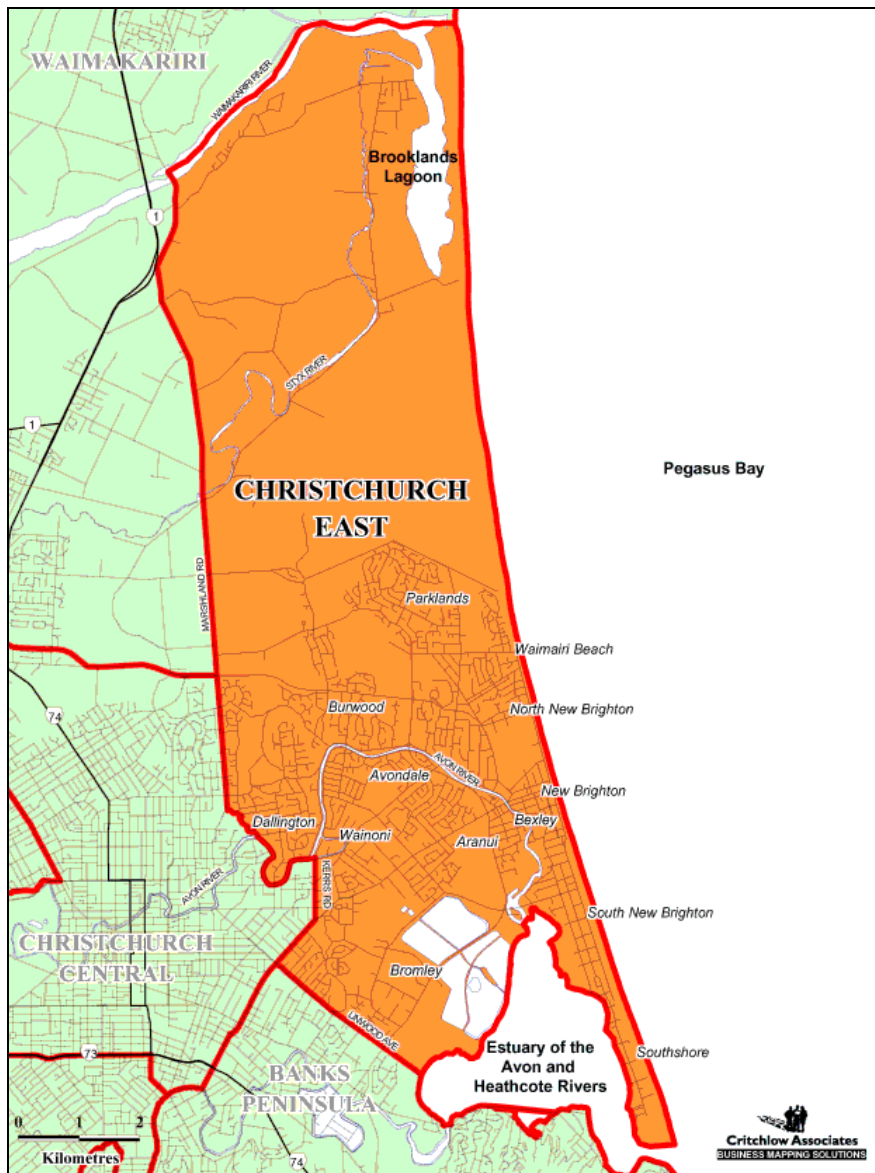 WAIMAKARIRI
WAIMAKARIRI RIVER
Brooklands
Lagoon
1
STYX RIVER
1
Pegasus Bay
CHRISTCHURCH
EAST
MARSHLAND RD
Parklands
Waimairi Beach
74
Burwood
North New Brighton
AVON RIVER
Avondale
New Brighton
Dallington
Wainoni
Aranui
Bexley
KERRS RD
AVON RIVER
South New Brighton
CHRISTCHURCH
CENTRAL
Bromley
LINWOOD AVE
73
Estuary of the
Avon and
Heathcote Rivers
Southshore
BANKS
PENINSULA
0 1 2
Kilometres
74
Critchlow Associates
BUSINESS MAPPING SOLUTIONS